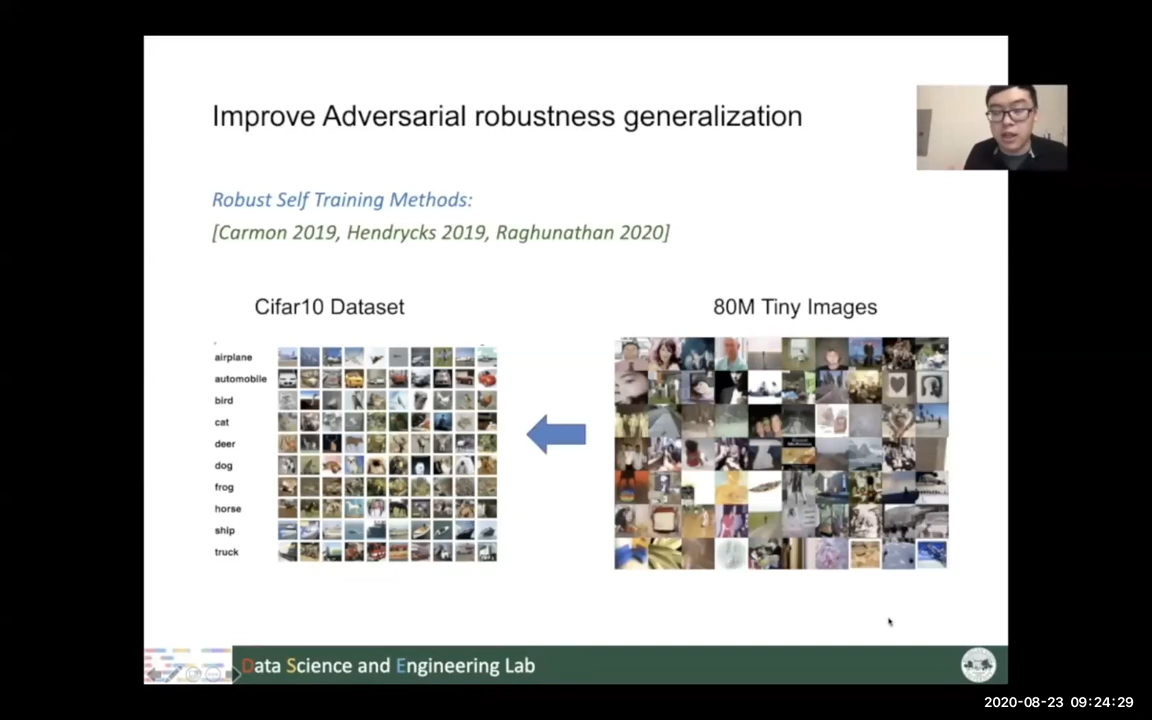 Improve Adversarial robustness generalization
Robust Self Training Methods:
[Carmon 2019, Hendrycks 2019, Raghunathan 2020]
Cifar10 Dataset
80M Tiny Images
airplane
automobile
bird
cat
deer
dog
frog
horse
ship
truck
Data Science and Engineering Lab
2020-08-23 09:24:29